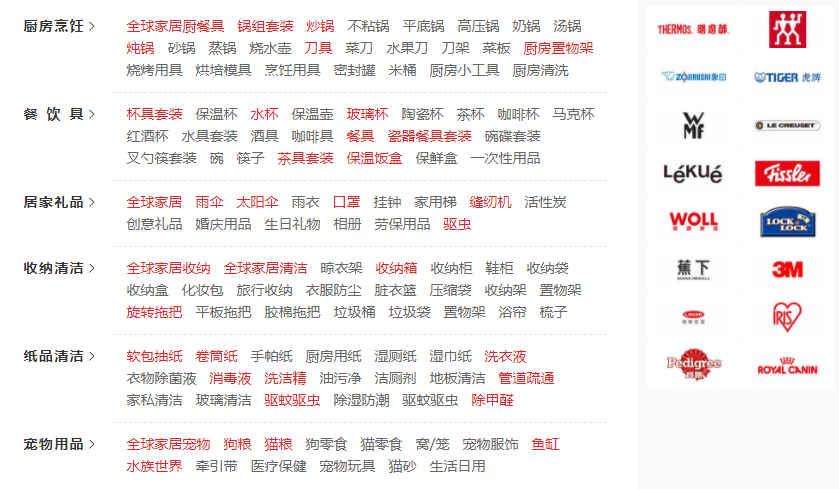 厨房烹饪 > 全球家居厨餐具 锅组套装 炒锅 不粘锅 平底锅 高压锅 奶锅 汤锅
炖锅 砂锅 蒸锅 烧水壶 刀具 菜刀 水果刀 刀架 菜板 厨房置物架
烧烤用具 烘培模具 烹饪用具 密封罐 米桶 厨房小工具 厨房清洗
餐饮具 > 杯具套装 保温杯 水杯 保温壶 玻璃杯 陶瓷杯 茶杯 咖啡杯 马克杯
红酒杯 水具套装 酒具 咖啡具 餐具 瓷器餐具套装 碗碟套装
叉勺筷套装 碗 筷子 茶具套装 保温饭盒 保鲜盒 一次性用品
居家礼品 > 全球家居 雨伞 太阳伞 雨衣 口罩 挂钟 家用梯 缝纫机 活性炭
创意礼品 婚庆用品 生日礼物 相册 劳保用品 驱虫
收纳清洁 > 全球家居收纳 全球家居清洁 晾衣架 收纳箱 收纳柜 鞋柜 收纳袋
收纳盒 化妆包 旅行收纳 衣服防尘 脏衣篮 压缩袋 收纳架 置物架
旋转拖把 平板拖把 胶棉拖把 垃圾桶 垃圾袋 置物架 浴帘 梳子
纸品清洁 > 软包抽纸 卷筒纸 手帕纸 厨房用纸 湿厕纸 湿巾纸 洗衣液
衣物除菌液 消毒液 洗洁精 油污净 洁厕剂 地板清洁 管道疏通
家私清洁 玻璃清洁 驱蚊驱虫 除湿防潮 驱蚊驱虫 除甲醛
宠物用品 > 全球家居宠物 狗粮 猫粮 狗零食 猫零食 窝/笼 宠物服饰 鱼缸
水族世界 牵引带 医疗保健 宠物玩具 猫砂 生活日用
THERMOS. 膳魔師.
ZOJIRUSHI 象印 TIGER 虎牌
WMF LE CREUSET
LéKué Fissler
WOLL LOCK&LOCK
蕉下 3M
IRIS
Pedigree ROYAL CANIN